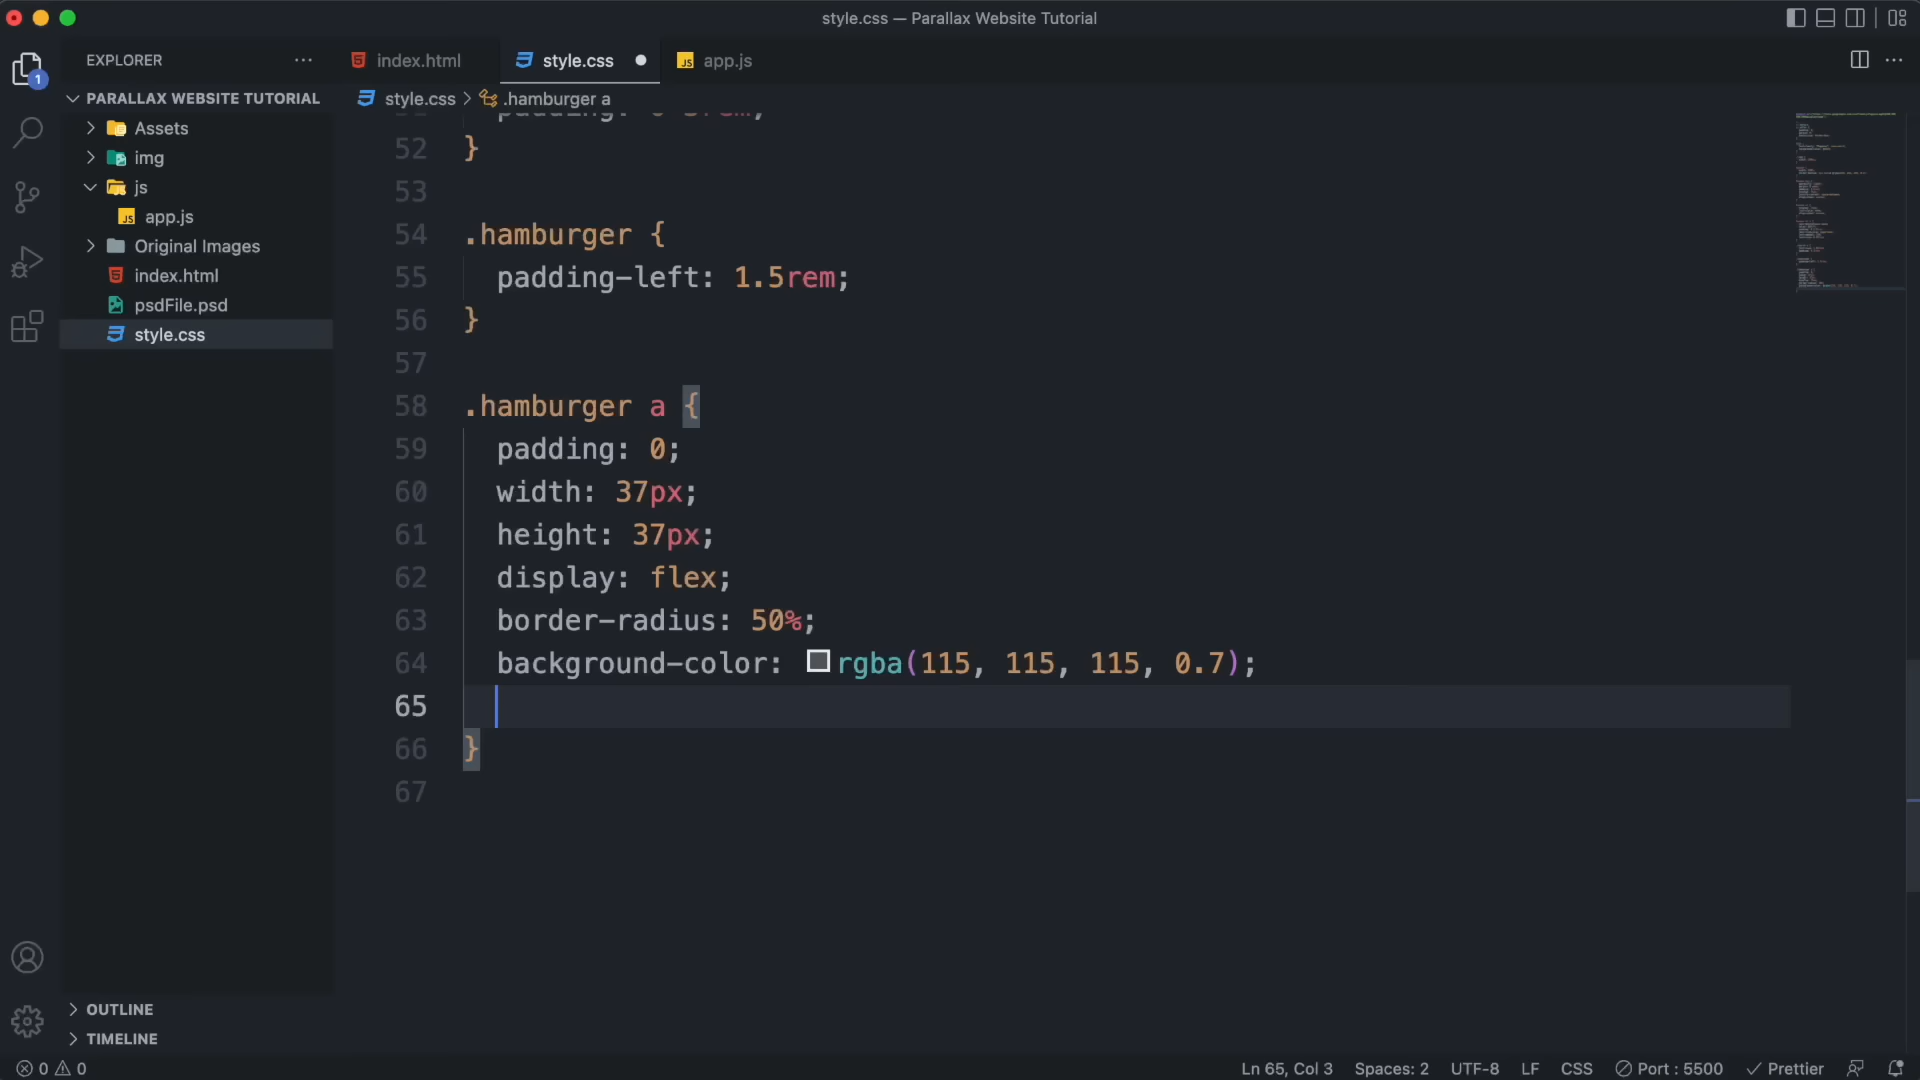 style.css — Parallax Website Tutorial
EXPLORER
index.html
style.css
app.js
PARALLAX WEBSITE TUTORIAL
style.css > .hamburger a
1
Assets
img
js
app.js
Original Images
index.html
psdFile.psd
style.css
52 }
53
54 .hamburger {
55 padding-left: 1.5rem;
56 }
57
58 .hamburger a {
59 padding: 0;
60 width: 37px;
61 height: 37px;
62 display: flex;
63 border-radius: 50%;
64 background-color: rgba(115, 115, 115, 0.7);
65
66 }
67
OUTLINE
TIMELINE
0 0 Ln 65, Col 3 Spaces: 2 UTF-8 LF CSS Port : 5500 Prettier